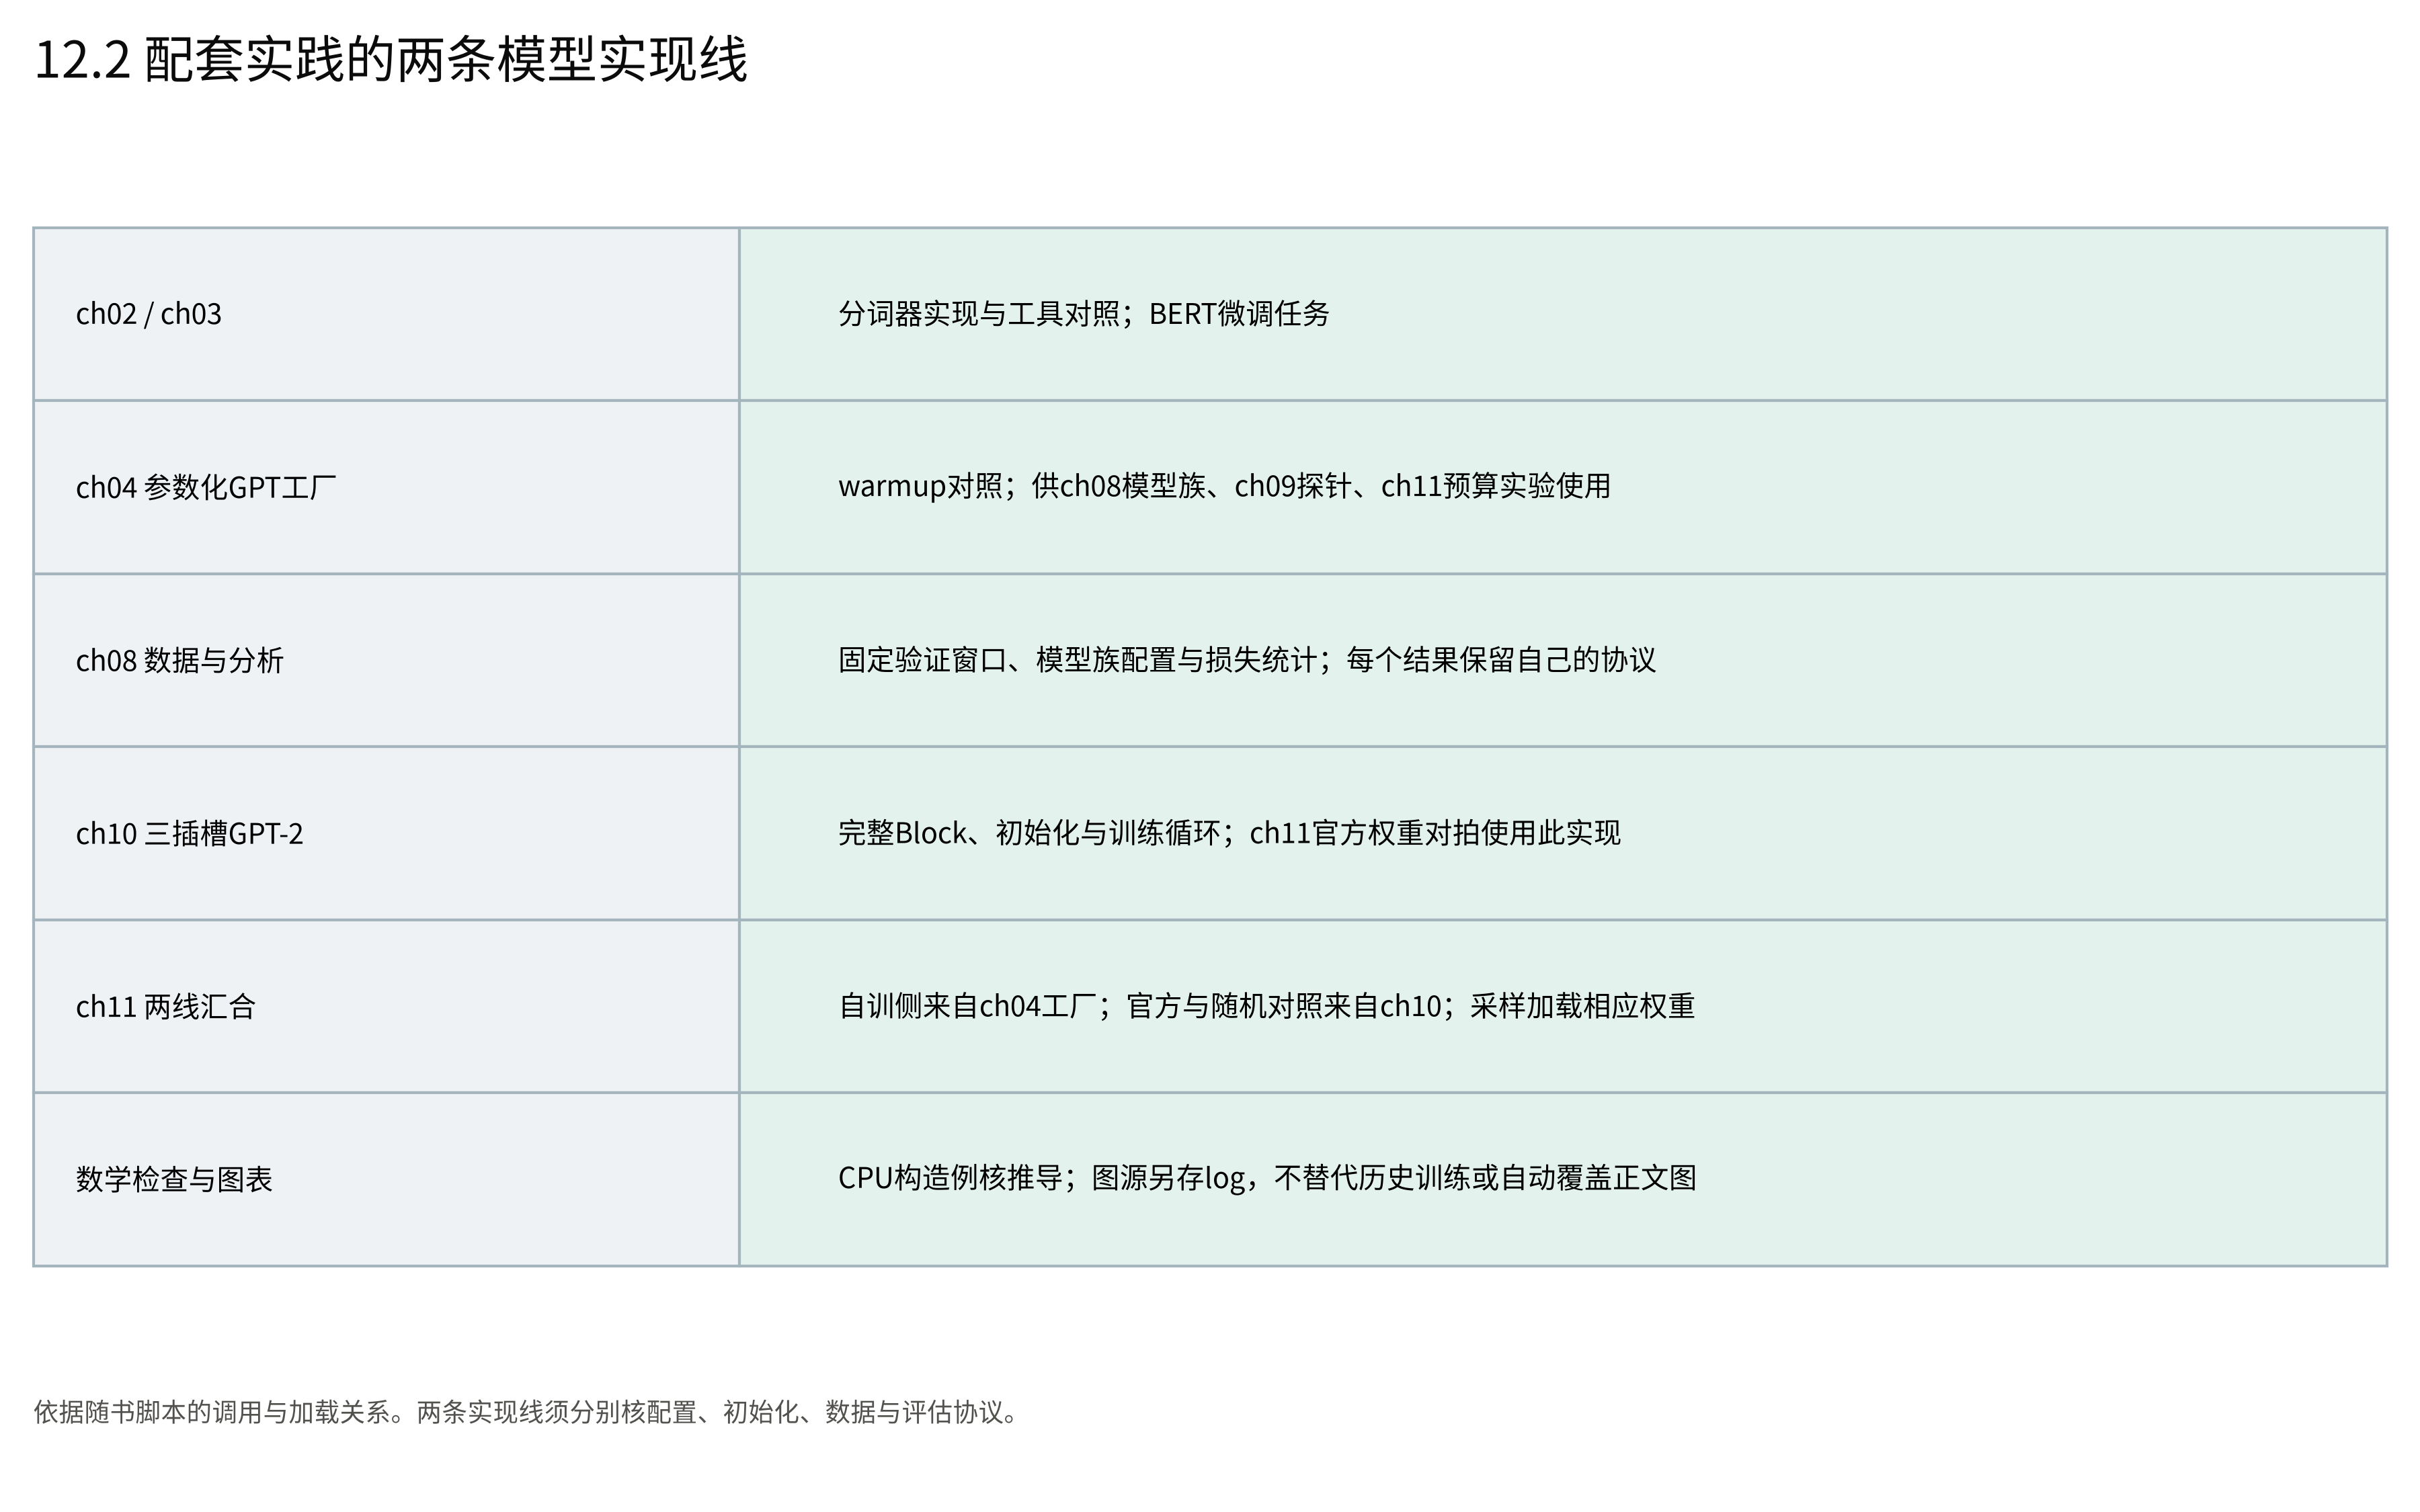 12.2 配套实践的两条模型实现线
ch02 / ch03
分词器实现与工具对照；BERT微调任务
ch04 参数化GPT工厂
warmup对照；供ch08模型族、ch09探针、ch11预算实验使用
ch08 数据与分析
固定验证窗口、模型族配置与损失统计；每个结果保留自己的协议
ch10 三插槽GPT-2
完整Block、初始化与训练循环；ch11官方权重对拍使用此实现
ch11 两线汇合
自训侧来自ch04工厂；官方与随机对照来自ch10；采样加载相应权重
数学检查与图表
CPU构造例核推导；图源另存log，不替代历史训练或自动覆盖正文图
依据随书脚本的调用与加载关系。两条实现线须分别核配置、初始化、数据与评估协议。